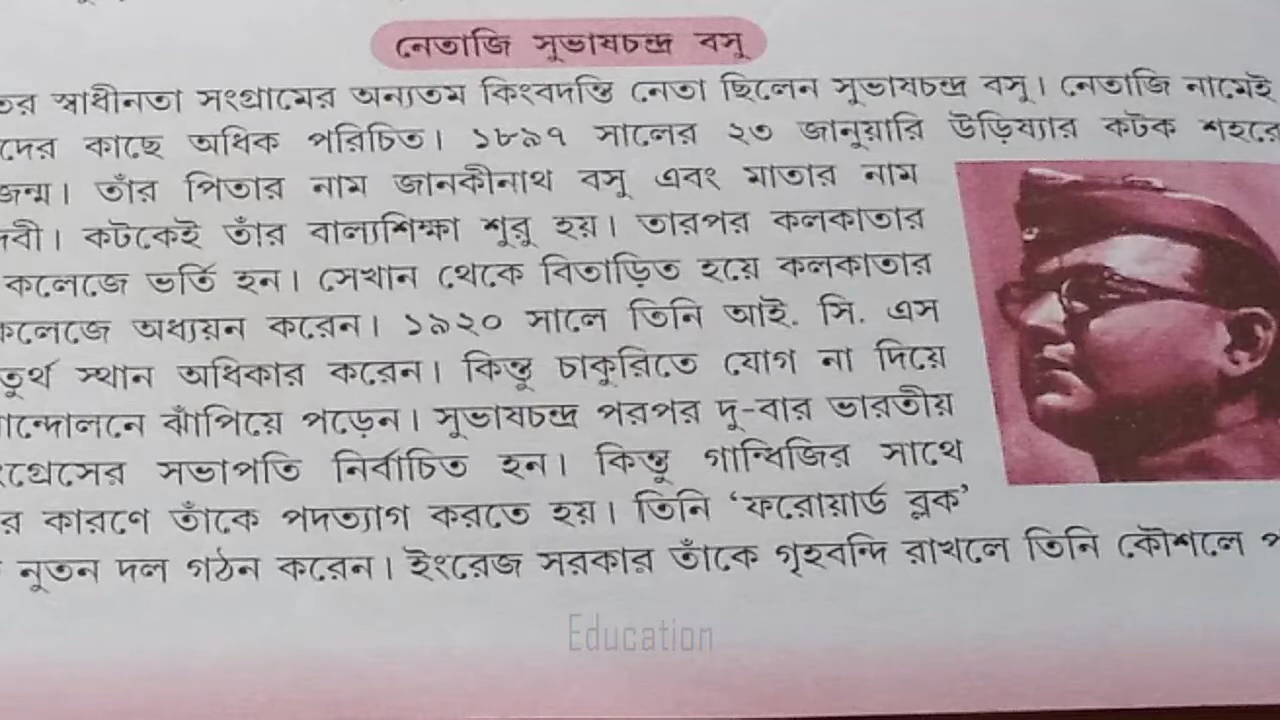 নেতাজি সুভাষচন্দ্র বসু
স্বাধীনতা সংগ্রামের অন্যতম কিংবদন্তি নেতা ছিলেন সুভাষচন্দ্র বসু। নেতাজি নামেই
কাছে অধিক পরিচিত। ১৮৯৭ সালের ২৩ জানুয়ারি উড়িষ্যার কটক শহরে
জন্ম। তাঁর পিতার নাম জানকীনাথ বসু এবং মাতার নাম
কটকেই তাঁর বাল্যশিক্ষা শুরু হয়। তারপর কলকাতার
কলেজে ভর্তি হন। সেখান থেকে বিতাড়িত হয়ে কলকাতার
কলেজে অধ্যয়ন করেন। ১৯২০ সালে তিনি আই. সি. এস
স্থান অধিকার করেন। কিন্তু চাকুরিতে যোগ না দিয়ে
ঝাঁপিয়ে পড়েন। সুভাষচন্দ্র পরপর দু-বার ভারতীয়
সভাপতি নির্বাচিত হন। কিন্তু গান্ধিজির সাথে
কারণে তাঁকে পদত্যাগ করতে হয়। তিনি ‘ফরোয়ার্ড ব্লক’
নূতন দল গঠন করেন। ইংরেজ সরকার তাঁকে গৃহবন্দি রাখলে তিনি কৌশলে
Education